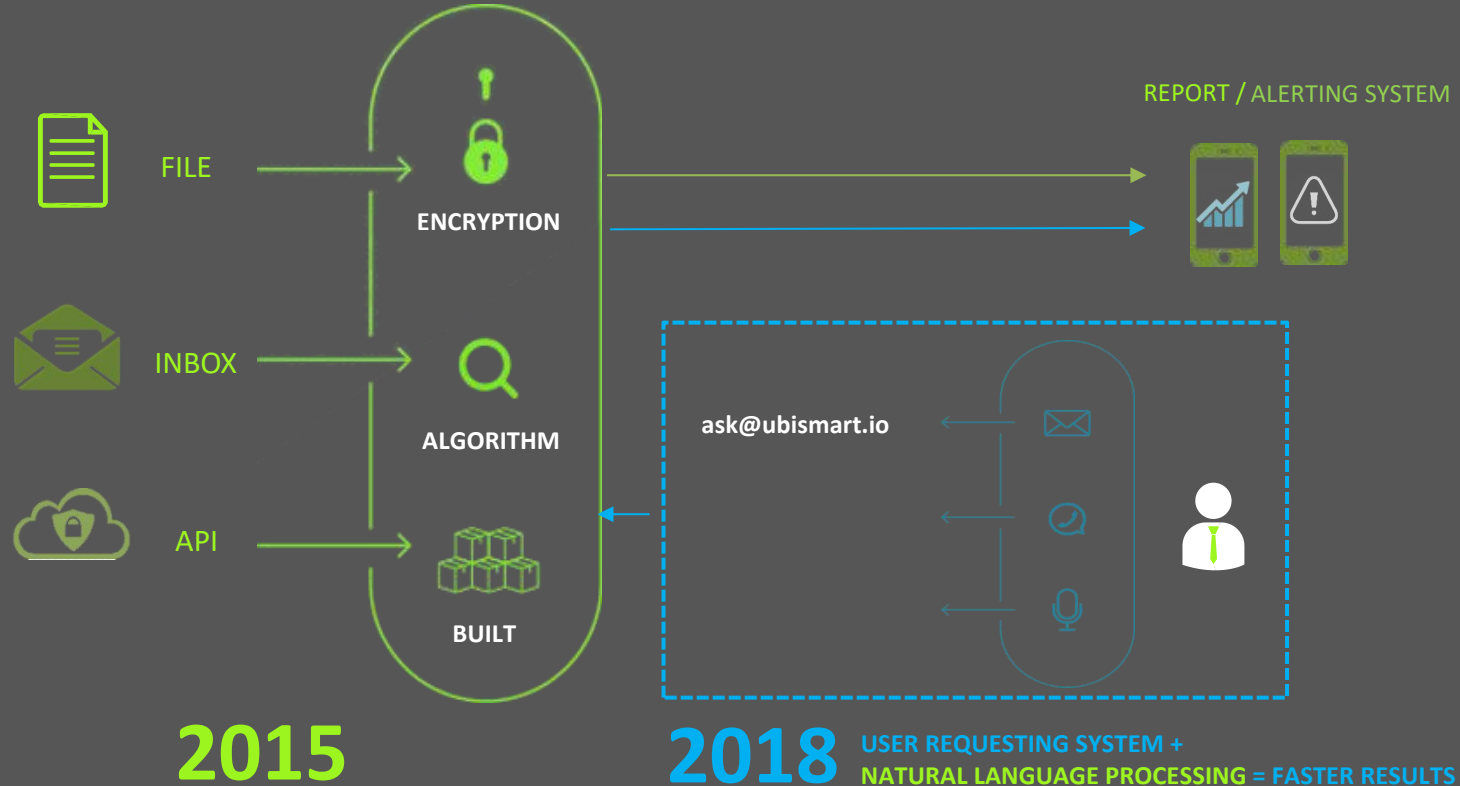 REPORT / ALERTING SYSTEM
FILE
ENCRYPTION
INBOX
ALGORITHM
ask@ubismart.io
API
BUILT
2015
2018
USER REQUESTING SYSTEM +
NATURAL LANGUAGE PROCESSING = FASTER RESULTS